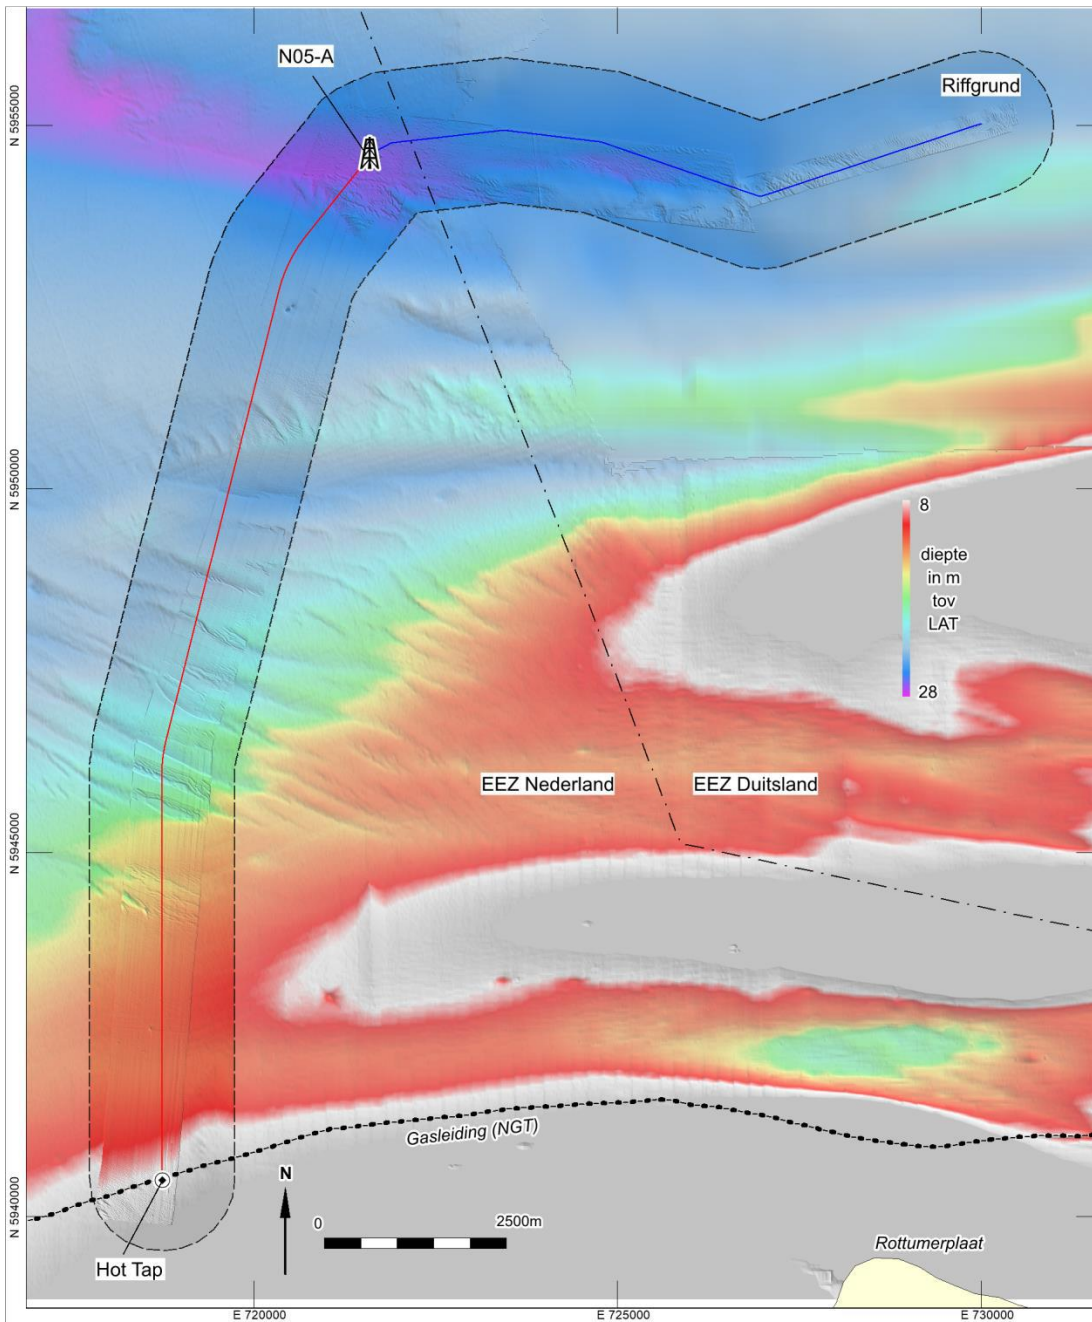 N05-A
Riffgrund
N 5955000
N 5950000
8
diepte
in m
tov
LAT
28
EEZ Nederland
EEZ Duitsland
N 5945000
Gasleiding (NGT)
N
N 5940000
0
2500m
Hot Tap
Rottumerplaat
E 720000
E 725000
E 730000